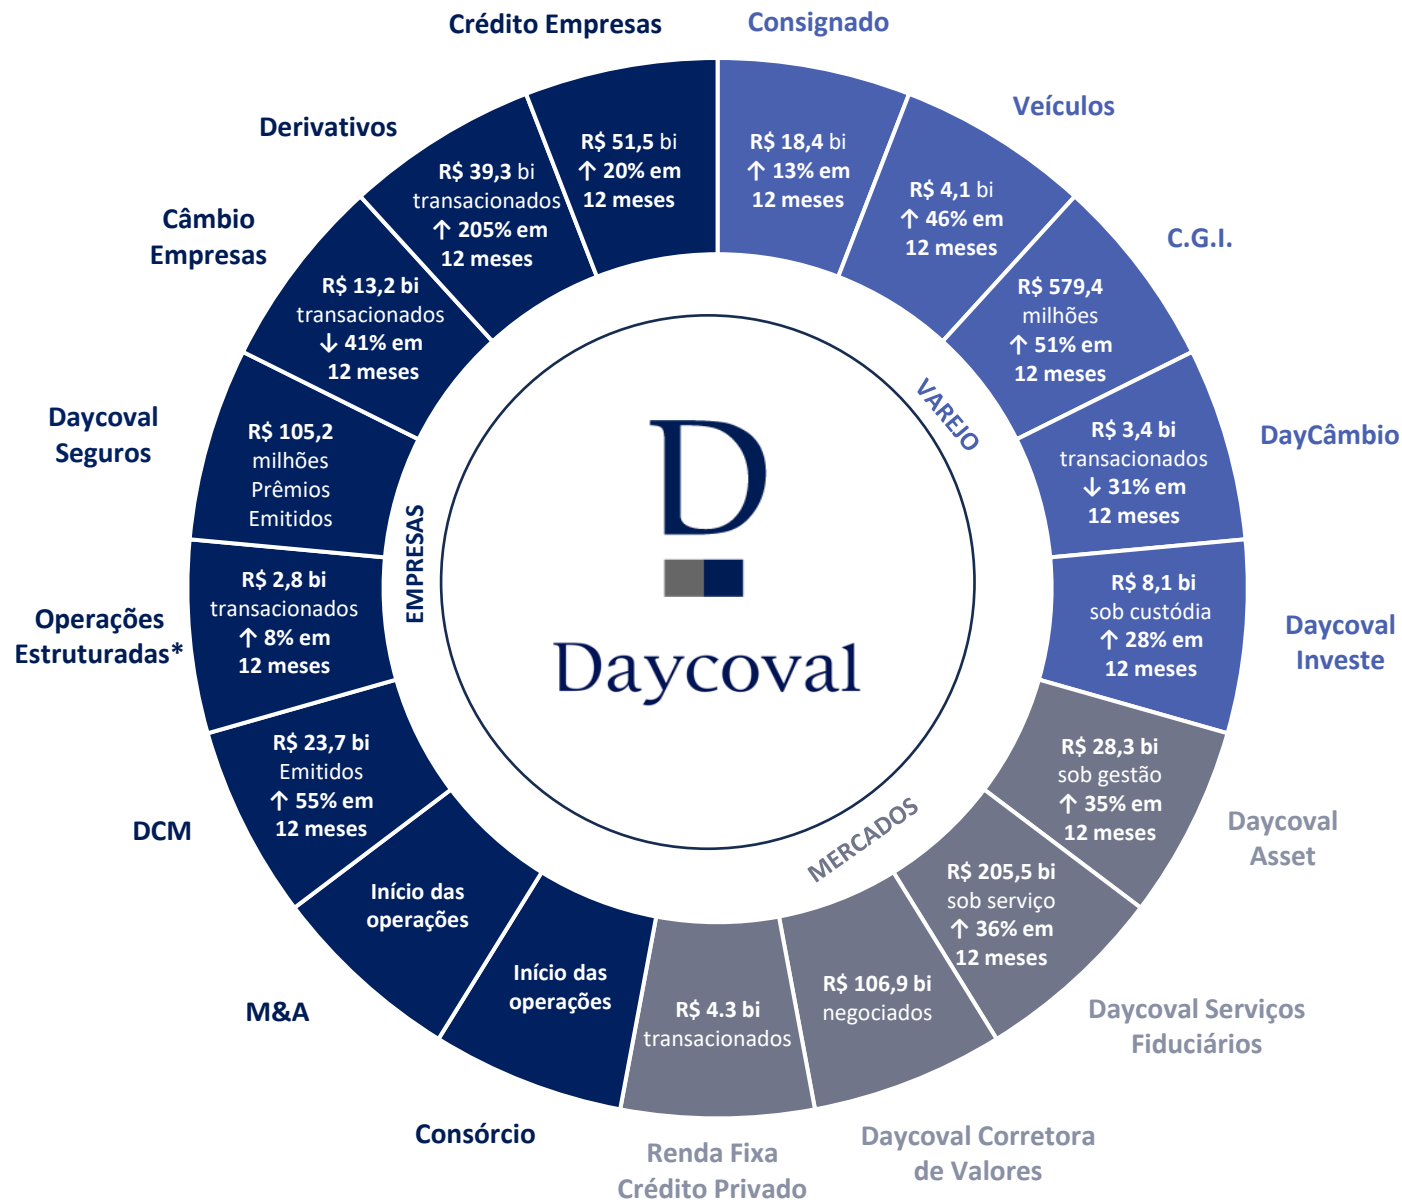 Crédito Empresas
R$ 51,5 bi
↑ 20% em
12 meses
Consignado
R$ 18,4 bi
↑ 13% em
12 meses
Veículos
R$ 4,1 bi
↑ 46% em
12 meses
C.G.I.
R$ 579,4
milhões
↑ 51% em
12 meses
DayCâmbio
R$ 3,4 bi
transacionados
↓ 31% em
12 meses
Daycoval
Investe
R$ 8,1 bi
sob custódia
↑ 28% em
12 meses
Daycoval
Asset
R$ 28,3 bi
sob gestão
↑ 35% em
12 meses
Daycoval Serviços
Fiduciários
R$ 205,5 bi
sob serviço
↑ 36% em
12 meses
Daycoval Corretora
de Valores
R$ 106,9 bi
negociados
Renda Fixa
Crédito Privado
R$ 4.3 bi
transacionados
Consórcio
Início das
operações
M&A
Início das
operações
DCM
R$ 23,7 bi
Emitidos
↑ 55% em
12 meses
Operações
Estruturadas*
R$ 2,8 bi
transacionados
↑ 8% em
12 meses
Daycoval
Seguros
R$ 105,2
milhões
Prêmios
Emitidos
Câmbio
Empresas
R$ 13,2 bi
transacionados
↓ 41% em
12 meses
Derivativos
R$ 39,3 bi
transacionados
↑ 205% em
12 meses
EMPRESAS
VAREJO
MERCADOS
D
Daycoval